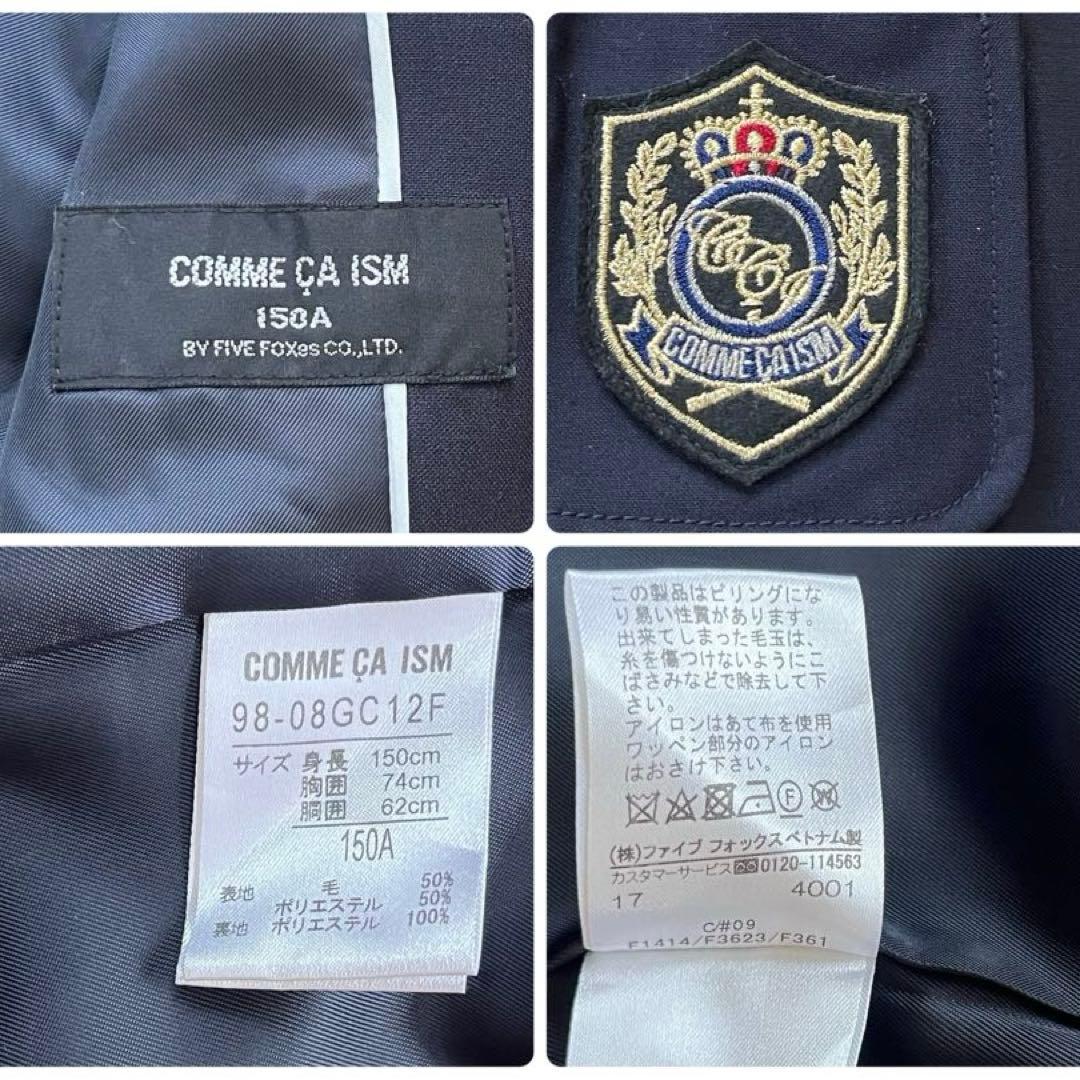 COMME ÇA ISM
150A
BY FIVE FOXes CO.,LTD.
COMME ÇA ISM
COMME ÇA ISM
98-08GC12F
サイズ 身長 150cm
胸囲 74cm
胴囲 62cm
150A
表地 毛 50%
ポリエステル 50%
裏地 ポリエステル 100%
この製品はピリングにな
り易い性質があります。
出来てしまった毛玉は、
糸を傷つけないようにこ
ばさみなどで除去して下
さい。
アイロンはあて布を使用
ワッペン部分のアイロン
はおさけ下さい。
(株)ファイブ フォックスベトナム製
カスタマーサービス 0120-114563
17 4001
C/#09
F1414/F3623/F361